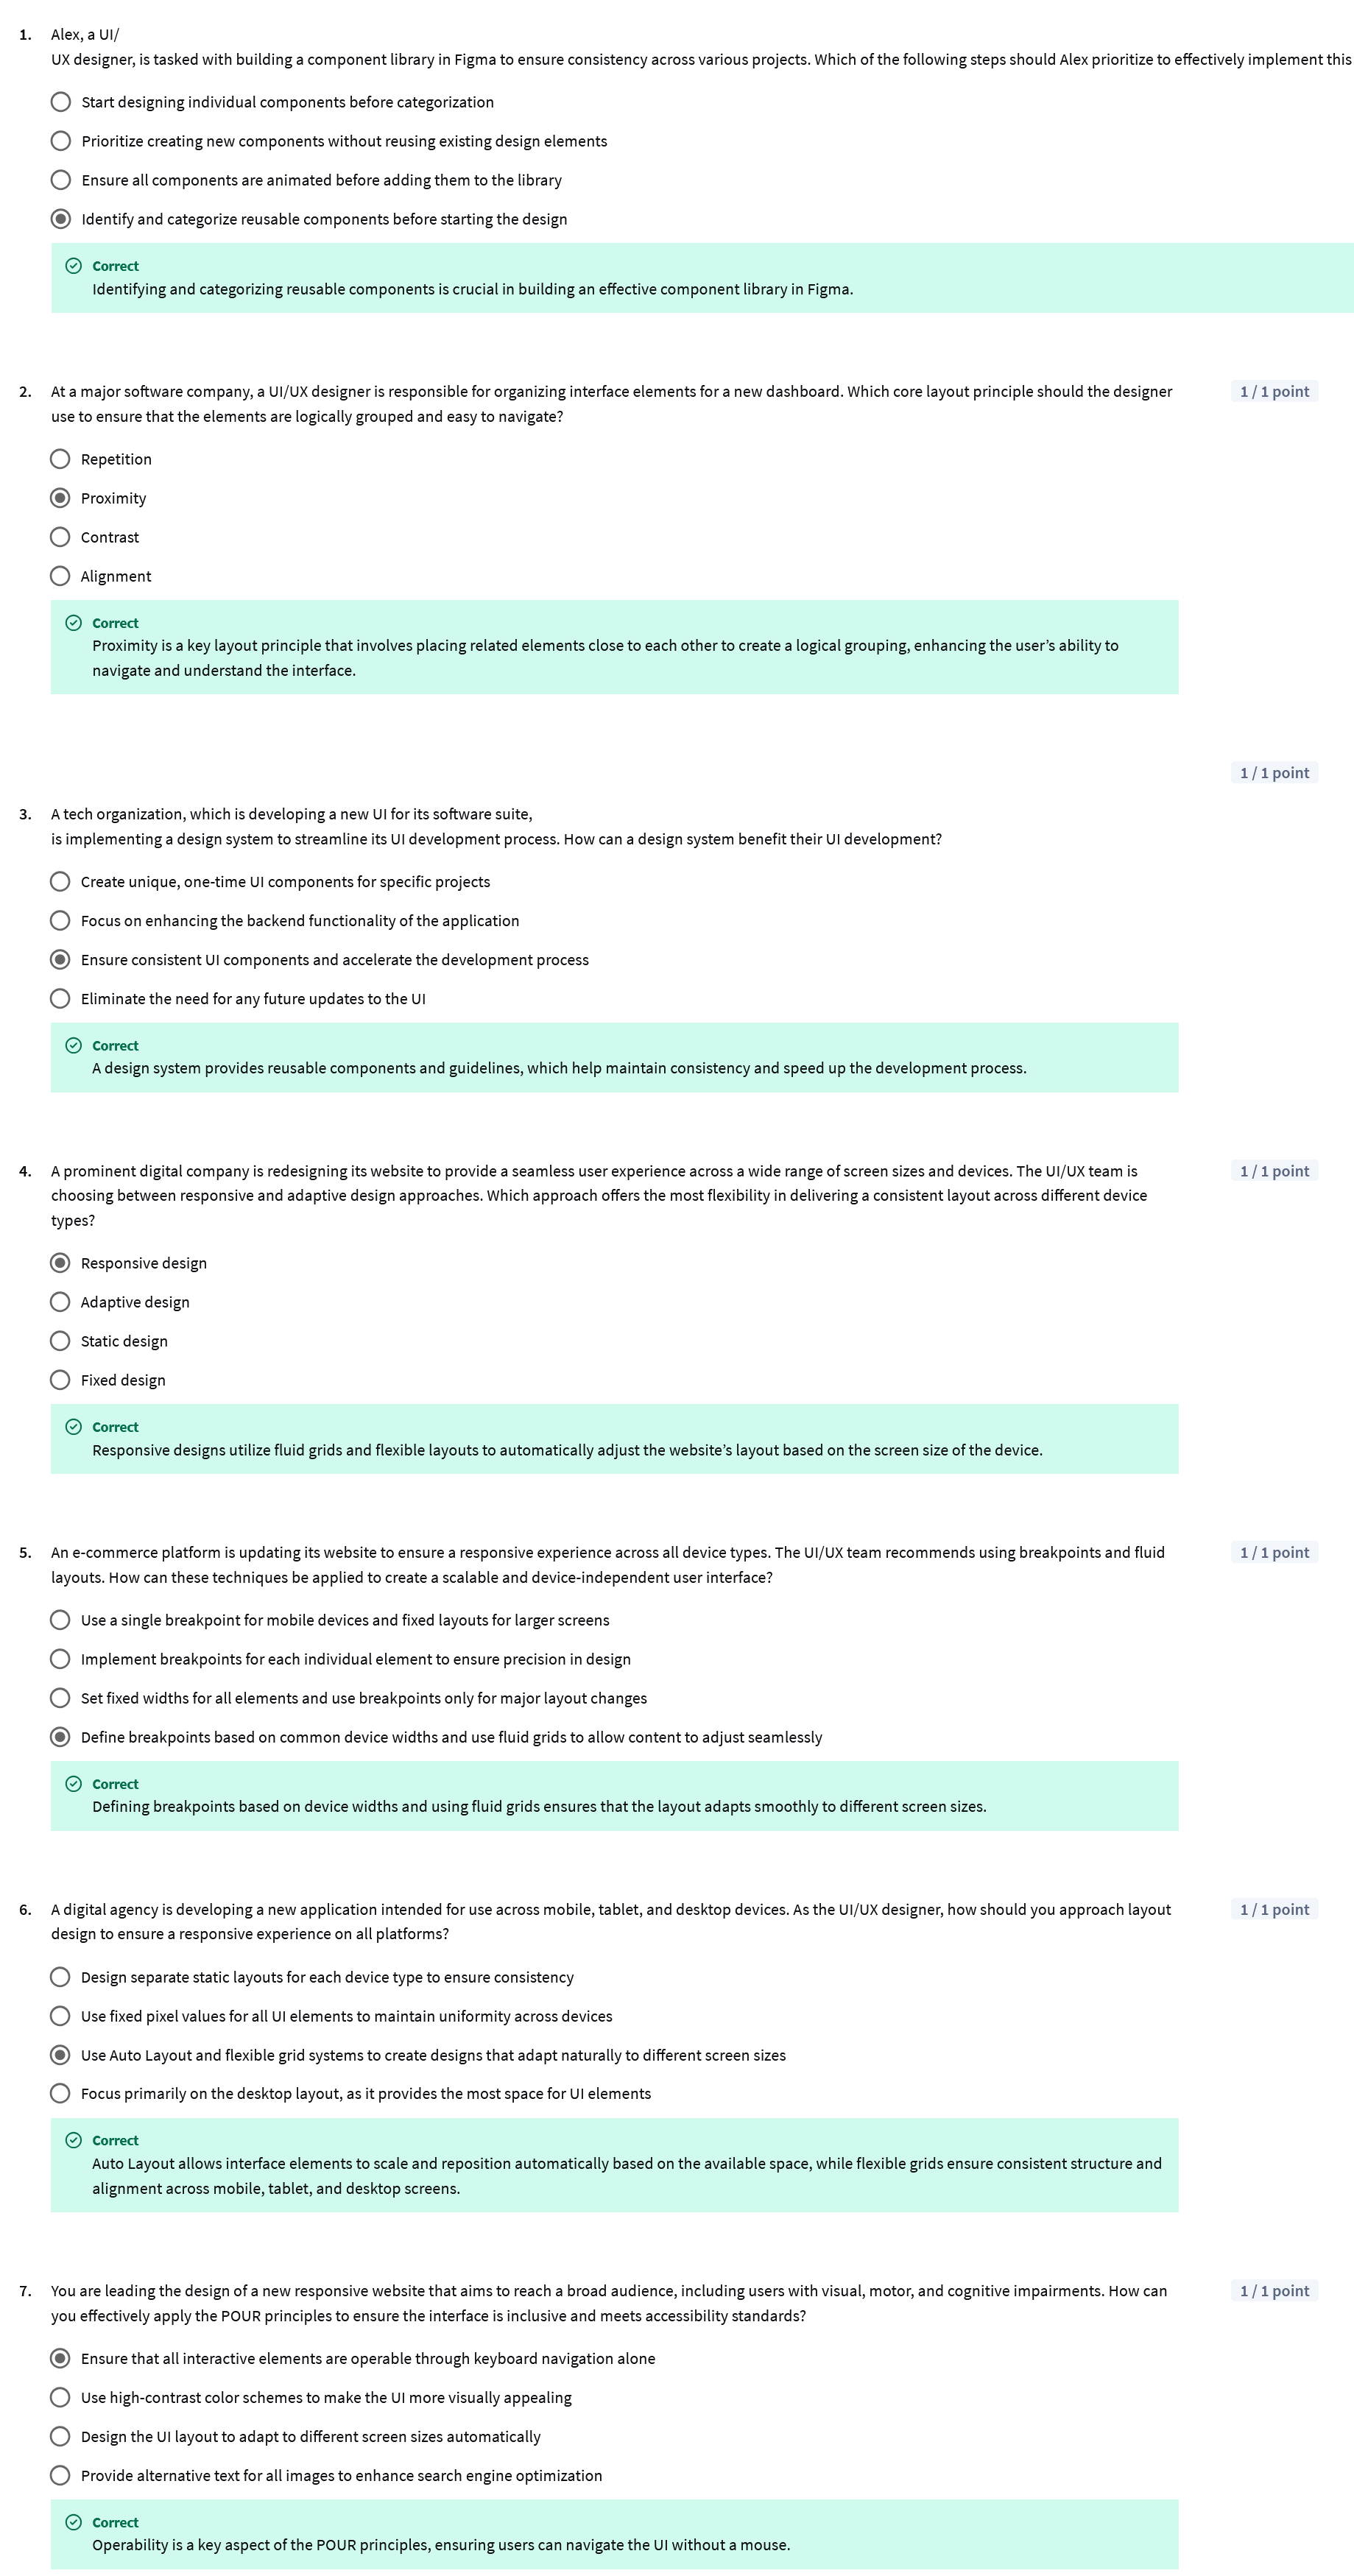 1. Alex, a UI/
UX designer, is tasked with building a component library in Figma to ensure consistency across various projects. Which of the following steps should Alex prioritize to effectively implement this
Start designing individual components before categorization
Prioritize creating new components without reusing existing design elements
Ensure all components are animated before adding them to the library
Identify and categorize reusable components before starting the design
Correct
Identifying and categorizing reusable components is crucial in building an effective component library in Figma.
2. At a major software company, a UI/UX designer is responsible for organizing interface elements for a new dashboard. Which core layout principle should the designer
1 / 1 point
use to ensure that the elements are logically grouped and easy to navigate?
Repetition
Proximity
Contrast
Alignment
Correct
Proximity is a key layout principle that involves placing related elements close to each other to create a logical grouping, enhancing the user’s ability to
navigate and understand the interface.
1 / 1 point
3. A tech organization, which is developing a new UI for its software suite,
is implementing a design system to streamline its UI development process. How can a design system benefit their UI development?
Create unique, one-time UI components for specific projects
Focus on enhancing the backend functionality of the application
Ensure consistent UI components and accelerate the development process
Eliminate the need for any future updates to the UI
Correct
A design system provides reusable components and guidelines, which help maintain consistency and speed up the development process.
4. A prominent digital company is redesigning its website to provide a seamless user experience across a wide range of screen sizes and devices. The UI/UX team is
1 / 1 point
choosing between responsive and adaptive design approaches. Which approach offers the most flexibility in delivering a consistent layout across different device
types?
Responsive design
Adaptive design
Static design
Fixed design
Correct
Responsive designs utilize fluid grids and flexible layouts to automatically adjust the website’s layout based on the screen size of the device.
5. An e-commerce platform is updating its website to ensure a responsive experience across all device types. The UI/UX team recommends using breakpoints and fluid
1 / 1 point
layouts. How can these techniques be applied to create a scalable and device-independent user interface?
Use a single breakpoint for mobile devices and fixed layouts for larger screens
Implement breakpoints for each individual element to ensure precision in design
Set fixed widths for all elements and use breakpoints only for major layout changes
Define breakpoints based on common device widths and use fluid grids to allow content to adjust seamlessly
Correct
Defining breakpoints based on device widths and using fluid grids ensures that the layout adapts smoothly to different screen sizes.
6. A digital agency is developing a new application intended for use across mobile, tablet, and desktop devices. As the UI/UX designer, how should you approach layout
1 / 1 point
design to ensure a responsive experience on all platforms?
Design separate static layouts for each device type to ensure consistency
Use fixed pixel values for all UI elements to maintain uniformity across devices
Use Auto Layout and flexible grid systems to create designs that adapt naturally to different screen sizes
Focus primarily on the desktop layout, as it provides the most space for UI elements
Correct
Auto Layout allows interface elements to scale and reposition automatically based on the available space, while flexible grids ensure consistent structure and
alignment across mobile, tablet, and desktop screens.
7. You are leading the design of a new responsive website that aims to reach a broad audience, including users with visual, motor, and cognitive impairments. How can
1 / 1 point
you effectively apply the POUR principles to ensure the interface is inclusive and meets accessibility standards?
Ensure that all interactive elements are operable through keyboard navigation alone
Use high-contrast color schemes to make the UI more visually appealing
Design the UI layout to adapt to different screen sizes automatically
Provide alternative text for all images to enhance search engine optimization
Correct
Operability is a key aspect of the POUR principles, ensuring users can navigate the UI without a mouse.